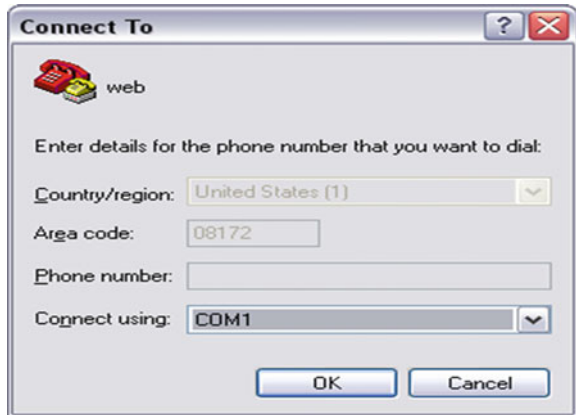 Connect To
web
Enter details for the phone number that you want to dial:
Country/region: United States (1)
Area code: 08172
Phone number:
Connect using: COM1
OK Cancel